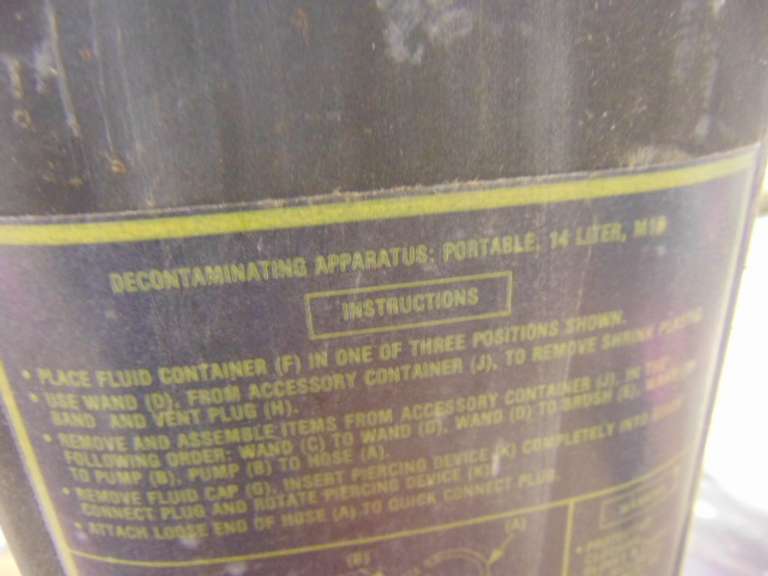 DECONTAMINATING APPARATUS: PORTABLE, 14 LITER,
INSTRUCTIONS
• PLACE FLUID CONTAINER (F) IN ONE OF THREE POSITIONS SHOWN.
• USE WAND (D), FROM ACCESSORY CONTAINER (J), TO REMOVE SHRINK PLASTIC
BAND AND VENT PLUG (H).
• REMOVE AND ASSEMBLE ITEMS FROM ACCESSORY CONTAINER (J), IN THE
FOLLOWING ORDER: WAND (C) TO WAND (D), WAND (D) TO BRUSH (E),
TO PUMP (B), PUMP (B) TO HOSE (A).
• REMOVE FLUID CAP (G), INSERT PIERCING DEVICE (K) COMPLETELY INTO
CONNECT PLUG AND ROTATE PIERCING DEVICE (K).
• ATTACH LOOSE END OF HOSE (A) TO QUICK CONNECT PLUG.
(A)
(B)